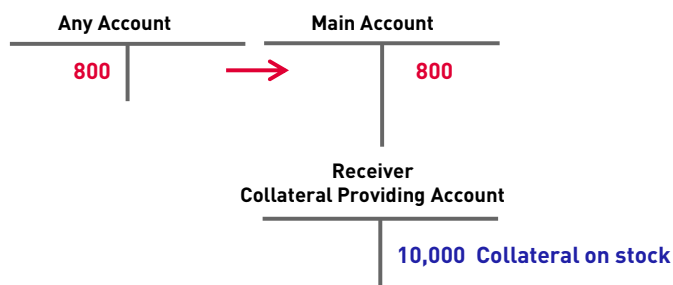 Any Account
Main Account
800
800
Receiver
Collateral Providing Account
10,000 Collateral on stock